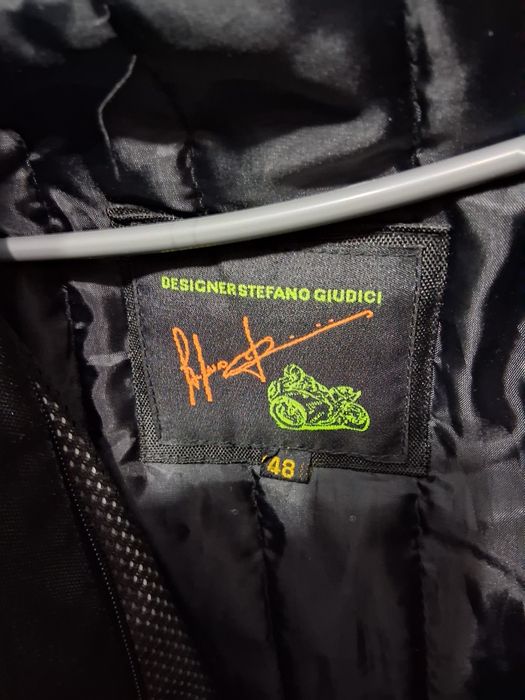 DESIGNER STEFANO GIUDICI
48